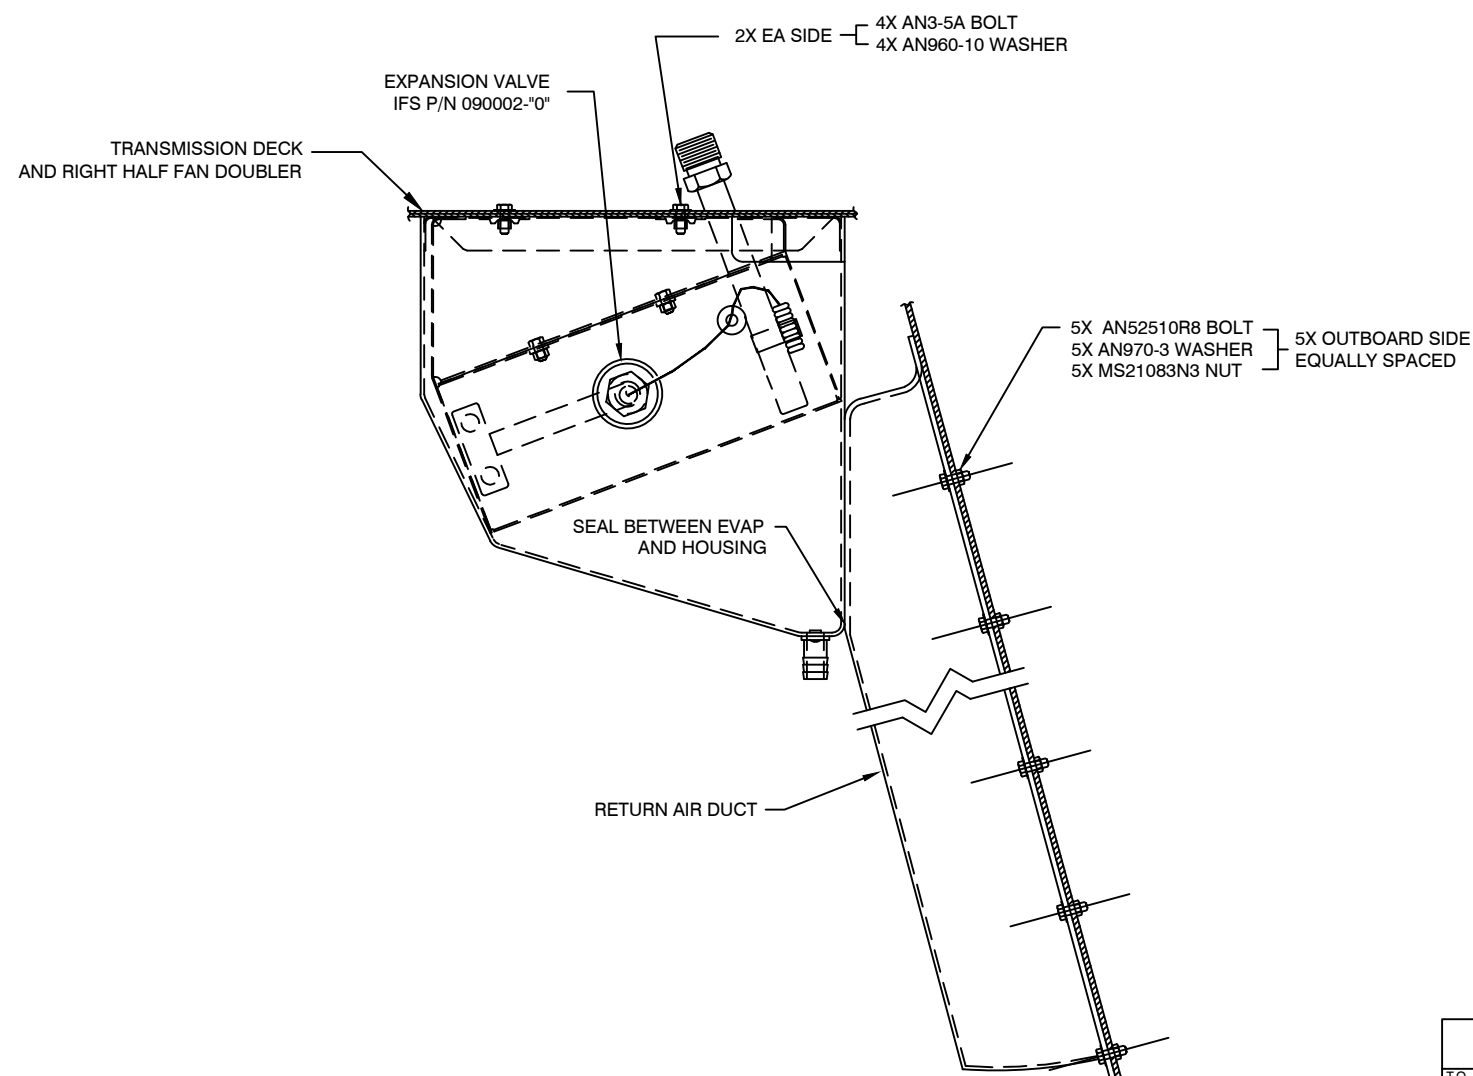 2X EA SIDE
4X AN3-5A BOLT
4X AN960-10 WASHER
EXPANSION VALVE
IFS P/N 090002-"0"
TRANSMISSION DECK
AND RIGHT HALF FAN DOUBLER
5X AN52510R8 BOLT
5X AN970-3 WASHER
5X MS21083N3 NUT
5X OUTBOARD SIDE
EQUALLY SPACED
SEAL BETWEEN EVAP
AND HOUSING
RETURN AIR DUCT